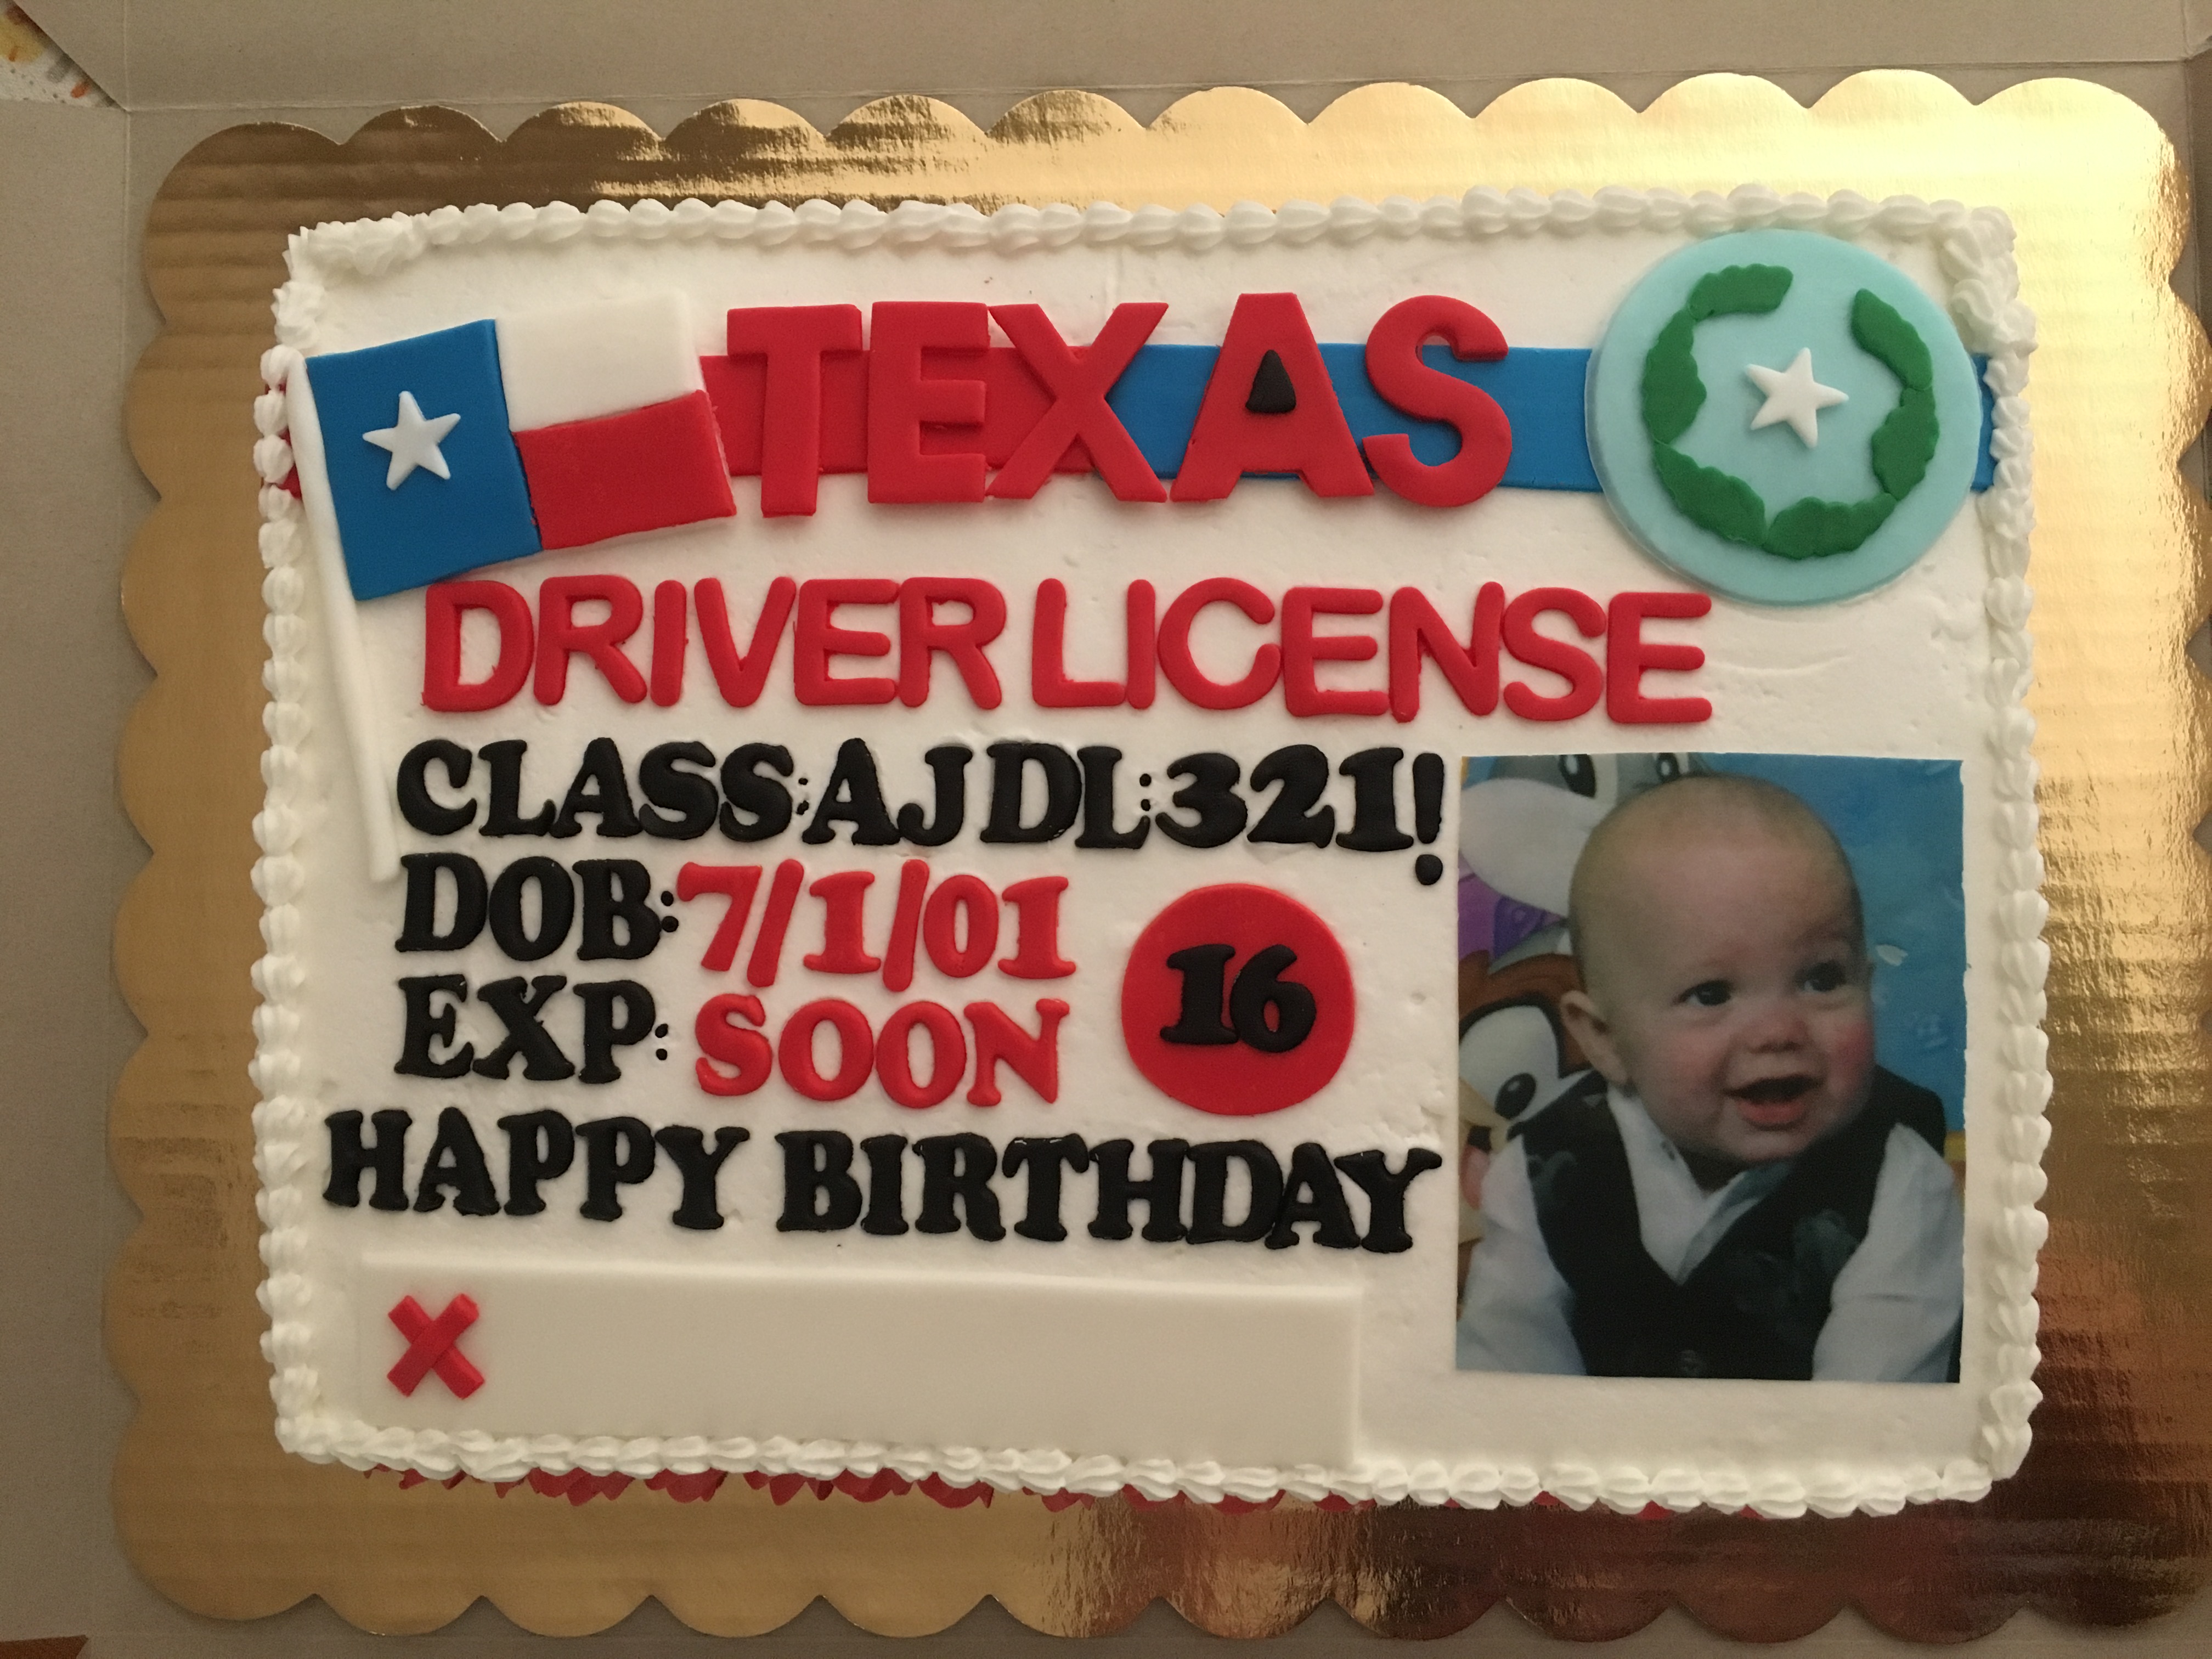 TEXAS
DRIVER LICENSE
CLASS:AJ DL:321!
DOB:7/1/01
EXP:SOON
16
HAPPY BIRTHDAY
X